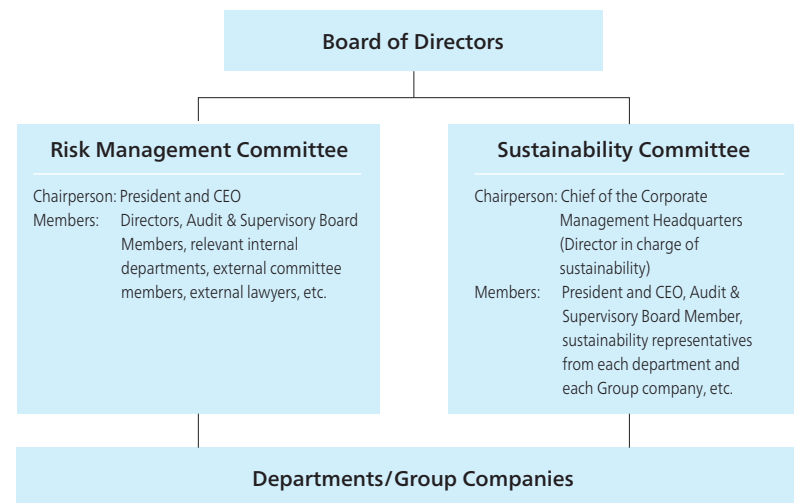 Board of Directors
Risk Management Committee
Chairperson: President and CEO
Members: Directors, Audit & Supervisory Board
Members, relevant internal
departments, external committee
members, external lawyers, etc.
Sustainability Committee
Chairperson: Chief of the Corporate
Management Headquarters
(Director in charge of
sustainability)
Members: President and CEO, Audit &
Supervisory Board Member,
sustainability representatives
from each department and
each Group company, etc.
Departments/Group Companies